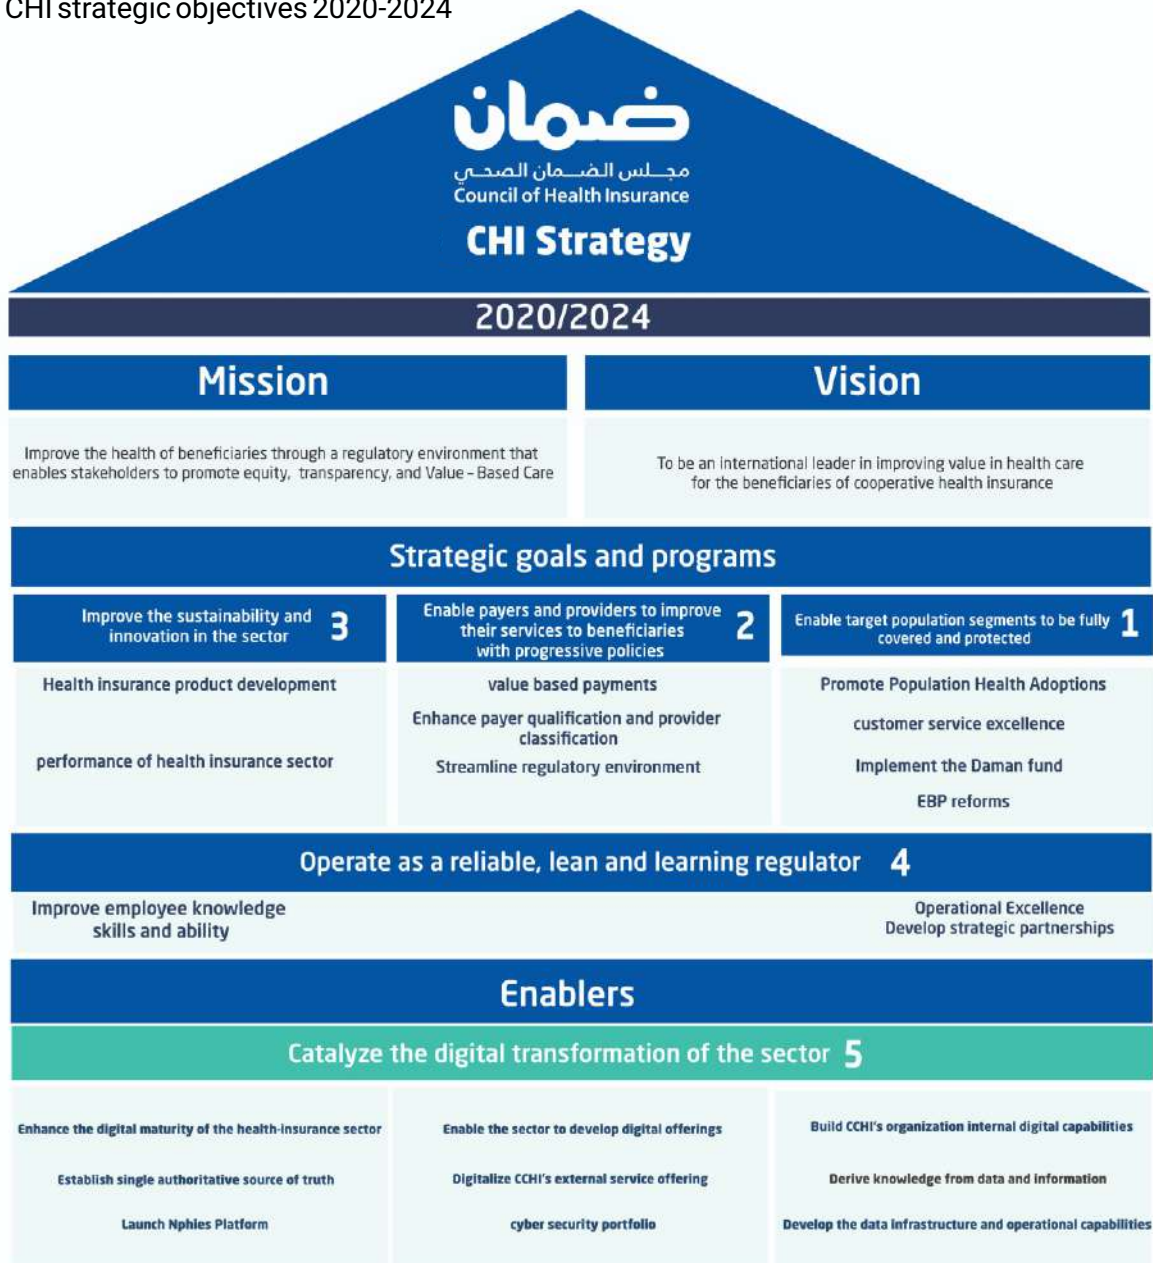 CHI strategic objectives 2020-2024
ضمان
مجلس الضمان الصحي
Council of Health Insurance
CHI Strategy
2020/2024
Mission
Improve the health of beneficiaries through a regulatory environment that
enables stakeholders to promote equity, transparency, and Value – Based Care
Vision
To be an international leader in improving value in health care
for the beneficiaries of cooperative health insurance
Strategic goals and programs
Improve the sustainability and
innovation in the sector 3
Health insurance product development
performance of health insurance sector
Enable payers and providers to improve
their services to beneficiaries 2
with progressive policies
value based payments
Enhance payer qualification and provider
classification
Streamline regulatory environment
Enable target population segments to be fully 1
covered and protected
Promote Population Health Adoptions
customer service excellence
Implement the Daman fund
EBP reforms
Operate as a reliable, lean and learning regulator 4
Improve employee knowledge
skills and ability
Operational Excellence
Develop strategic partnerships
Enablers
Catalyze the digital transformation of the sector 5
Enhance the digital maturity of the health-insurance sector
Establish single authoritative source of truth
Launch Nphies Platform
Enable the sector to develop digital offerings
Digitalize CCHI's external service offering
cyber security portfolio
Build CCHI's organization internal digital capabilities
Derive knowledge from data and information
Develop the data infrastructure and operational capabilities